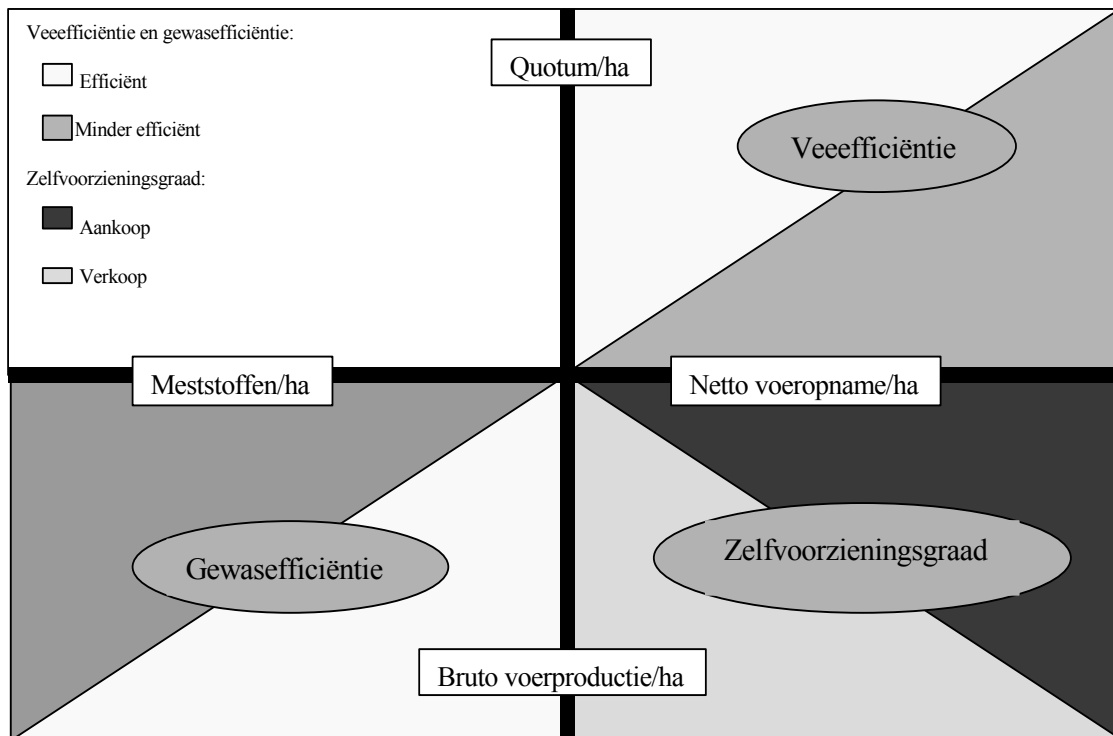 Veeefficiëntie en gewasefficiëntie:
Efficiënt
Minder efficiënt
Zelfvoorzieningsgraad:
Aankoop
Verkoop
Quotum/ha
Veeefficiëntie
Meststoffen/ha
Netto voeropname/ha
Gewasefficiëntie
Zelfvoorzieningsgraad
Bruto voerproductie/ha